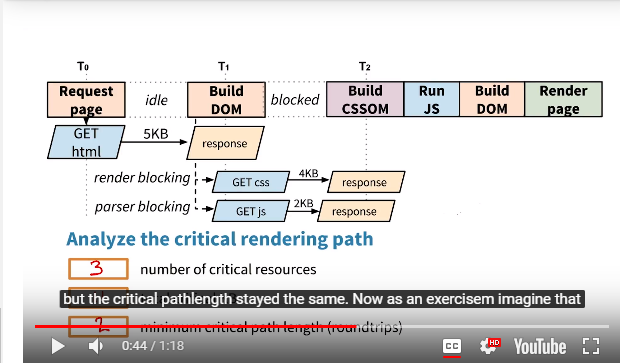 T₀ T₁ T₂
Request page idle Build DOM blocked Build CSSOM Run JS Build DOM Render page
GET html 5KB response
render blocking GET css 4KB response
parser blocking GET js 2KB response
Analyze the critical rendering path
3 number of critical resources
but the critical pathlength stayed the same. Now as an exercisem imagine that
2 minimum critical path length (roundtrips)
0:44 / 1:18 CC HD YouTube